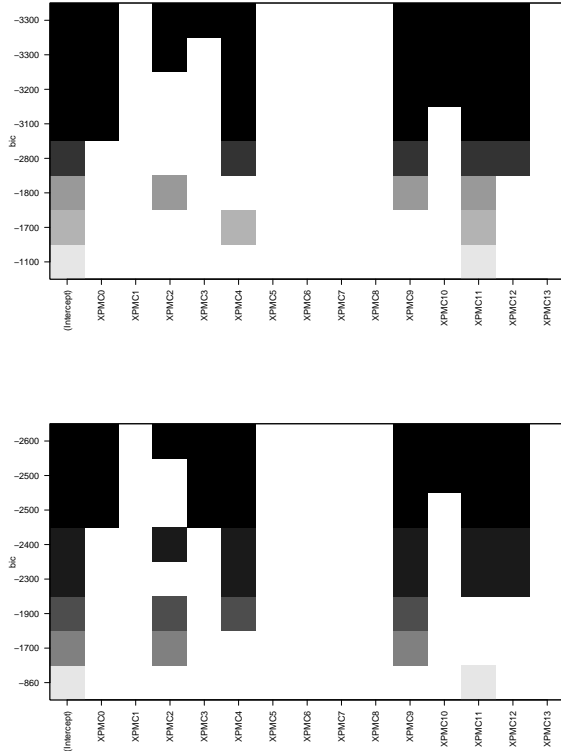 −3300
−3300
−3200
−3100
−2800
−1800
−1700
−1100
bic
(Intercept)
XPMC0
XPMC1
XPMC2
XPMC3
XPMC4
XPMC5
XPMC6
XPMC7
XPMC8
XPMC9
XPMC10
XPMC11
XPMC12
XPMC13
−2600
−2500
−2500
−2400
−2300
−1900
−1700
−860
bic
(Intercept)
XPMC0
XPMC1
XPMC2
XPMC3
XPMC4
XPMC5
XPMC6
XPMC7
XPMC8
XPMC9
XPMC10
XPMC11
XPMC12
XPMC13